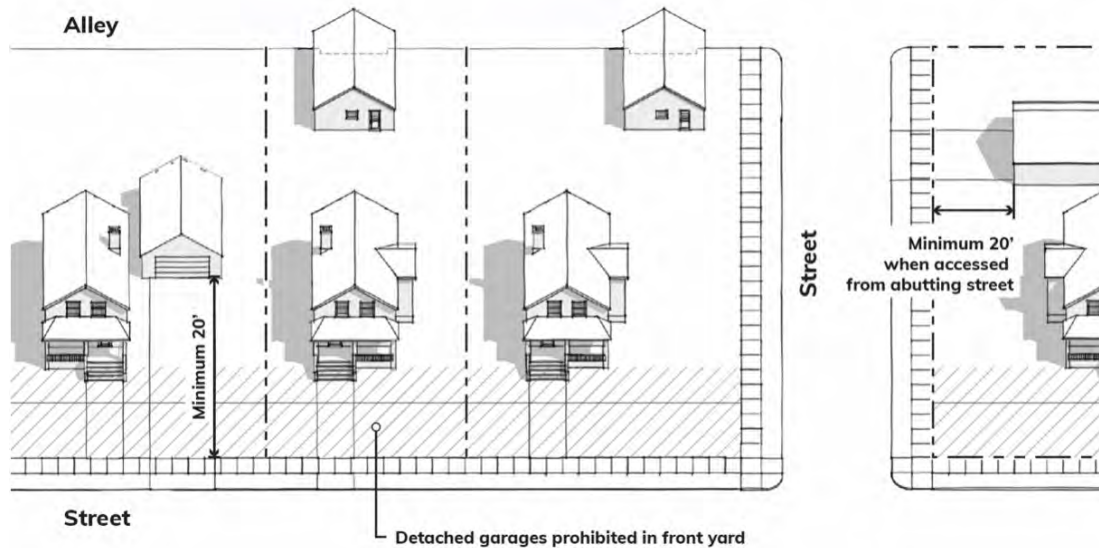 Alley
Street
Minimum 20'
when accessed
from abutting street
Minimum 20'
Street
Detached garages prohibited in front yard